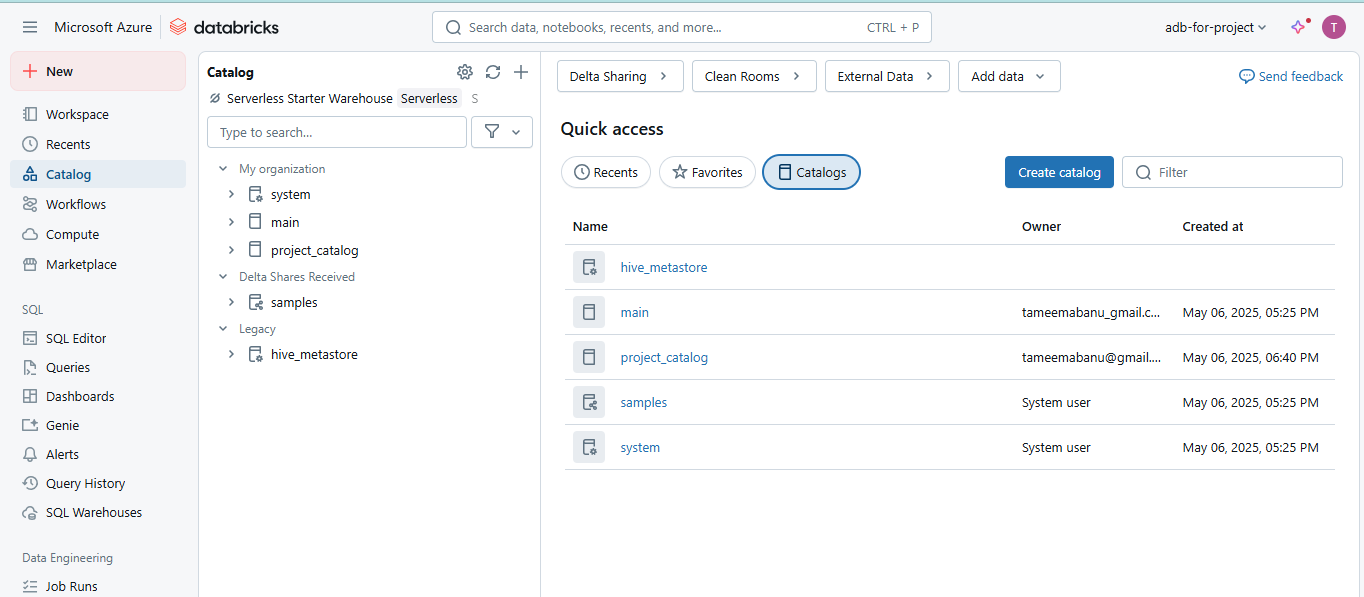 Microsoft Azure databricks
Search data, notebooks, recents, and more... CTRL + P
adb-for-project
T
New
Workspace
Recents
Catalog
Workflows
Compute
Marketplace
SQL
SQL Editor
Queries
Dashboards
Genie
Alerts
Query History
SQL Warehouses
Data Engineering
Job Runs
Catalog
Serverless Starter Warehouse Serverless S
Type to search...
My organization
system
main
project_catalog
Delta Shares Received
samples
Legacy
hive_metastore
Delta Sharing Clean Rooms External Data Add data
Send feedback
Quick access
Recents Favorites Catalogs
Create catalog Filter
Name Owner Created at
hive_metastore
main tameemabanu_gmail.c... May 06, 2025, 05:25 PM
project_catalog tameemabanu@gmail.... May 06, 2025, 06:40 PM
samples System user May 06, 2025, 05:25 PM
system System user May 06, 2025, 05:25 PM